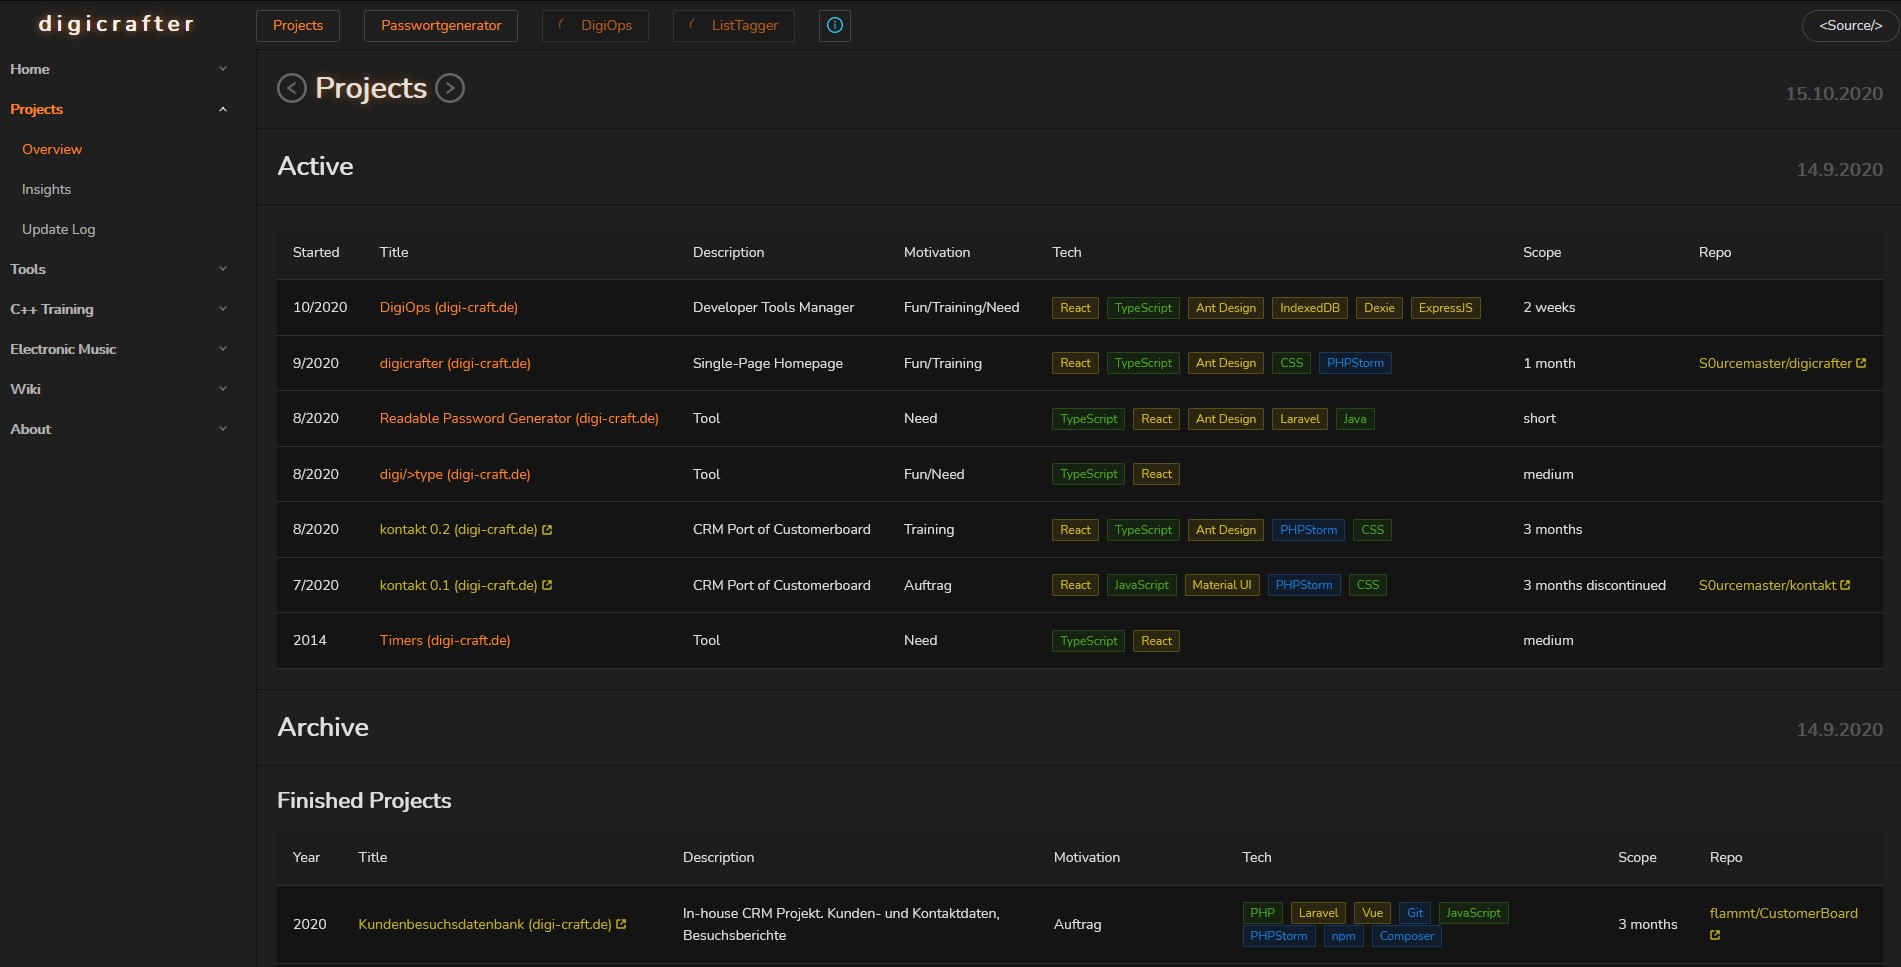 digicrafter
Projects Passwortgenerator DigiOps ListTagger <Source/>
Home
Projects
Overview
Insights
Update Log
Tools
C++ Training
Electronic Music
Wiki
About
Projects 15.10.2020
Active 14.9.2020
Started Title Description Motivation Tech Scope Repo
10/2020 DigiOps (digi-craft.de) Developer Tools Manager Fun/Training/Need React TypeScript Ant Design IndexedDB Dexie ExpressJS 2 weeks
9/2020 digicrafter (digi-craft.de) Single-Page Homepage Fun/Training React TypeScript Ant Design CSS PHPStorm 1 month S0urcemaster/digicrafter
8/2020 Readable Password Generator (digi-craft.de) Tool Need TypeScript React Ant Design Laravel Java short
8/2020 digi/>type (digi-craft.de) Tool Fun/Need TypeScript React medium
8/2020 kontakt 0.2 (digi-craft.de) CRM Port of Customerboard Training React TypeScript Ant Design PHPStorm CSS 3 months
7/2020 kontakt 0.1 (digi-craft.de) CRM Port of Customerboard Auftrag React JavaScript Material UI PHPStorm CSS 3 months discontinued S0urcemaster/kontakt
2014 Timers (digi-craft.de) Tool Need TypeScript React medium
Archive 14.9.2020
Finished Projects
Year Title Description Motivation Tech Scope Repo
2020 Kundenbesuchsdatenbank (digi-craft.de) In-house CRM Projekt. Kunden- und Kontaktdaten, Auftrag PHP Laravel Vue Git JavaScript 3 months flammt/CustomerBoard
Besuchsberichte PHPStorm npm Composer